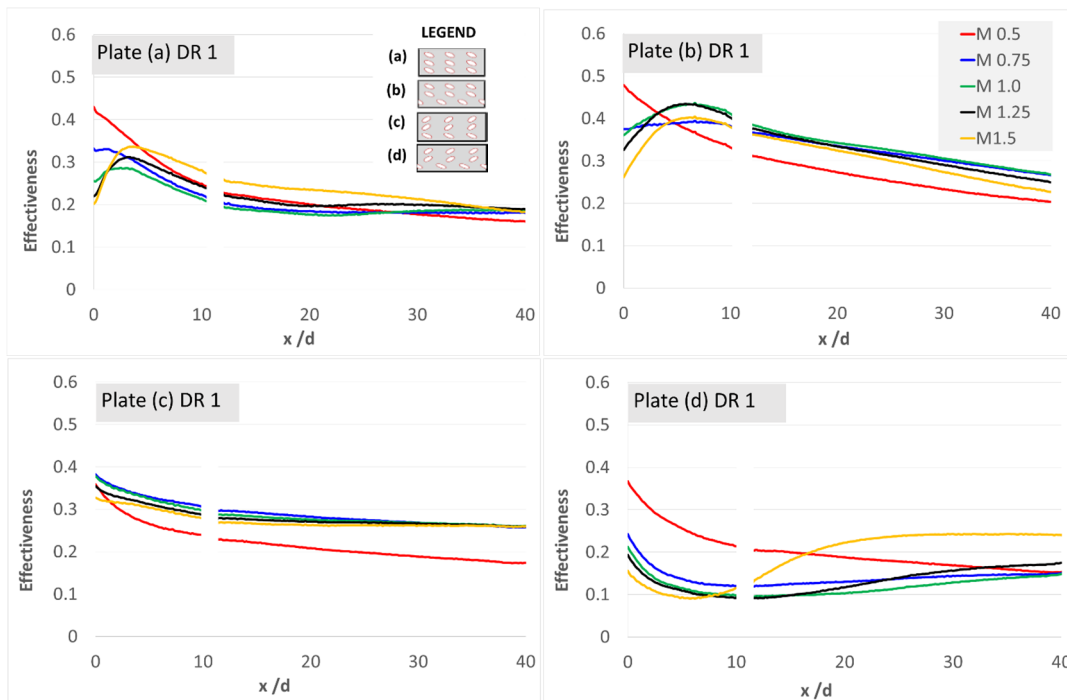 Plate (a) DR 1
LEGEND
(a)
(b)
(c)
(d)
0.6
0.5
0.4
0.3
0.2
0.1
0
Effectiveness
0
10
20
30
40
x /d
Plate (b) DR 1
M 0.5
M 0.75
M 1.0
M 1.25
M1.5
0.6
0.5
0.4
0.3
0.2
0.1
0
Effectiveness
0
10
20
30
40
x /d
Plate (c) DR 1
0.6
0.5
0.4
0.3
0.2
0.1
0
Effectiveness
0
10
20
30
40
x /d
Plate (d) DR 1
0.6
0.5
0.4
0.3
0.2
0.1
0
Effectiveness
0
10
20
30
40
x /d